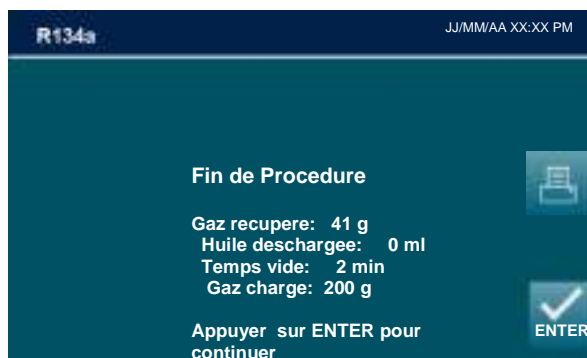 R134a
JJ/MM/AA XX:XX PM
Fin de Procedure
Gaz recupere: 41 g
Huile deschargee: 0 ml
Temps vide: 2 min
Gaz charge: 200 g
Appuyer sur ENTER pour
continuer
ENTER